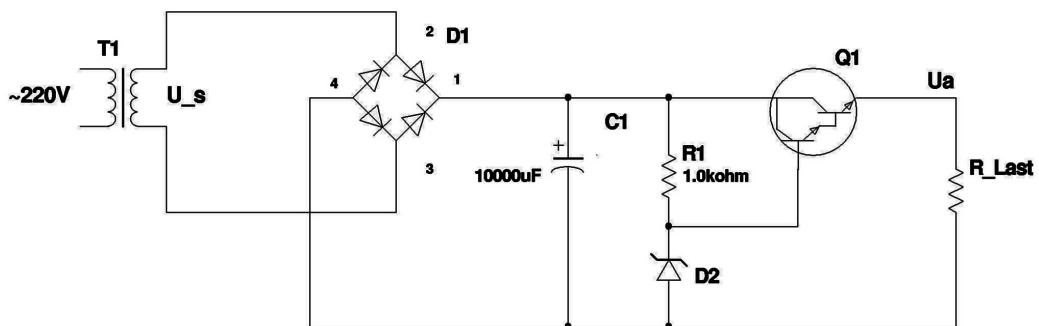 T1
~220V
U_s
2
D1
4
1
3
C1
+
10000uF
R1
1.0kohm
D2
Q1
Ua
R_Last